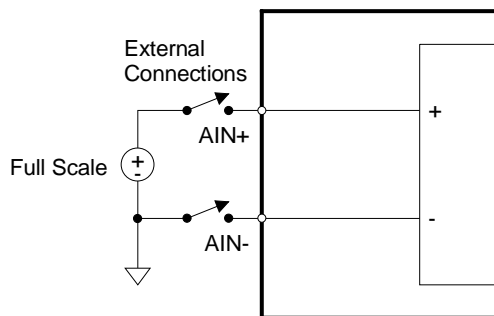 External
Connections
AIN+
+
Full Scale
+
-
AIN-
-